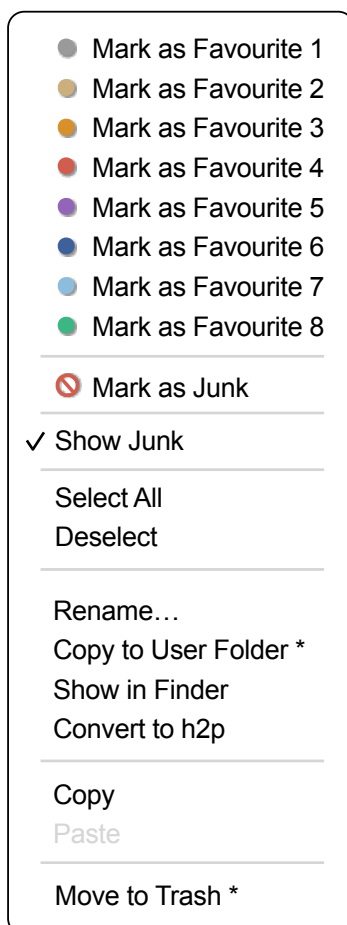 Mark as Favourite 1
Mark as Favourite 2
Mark as Favourite 3
Mark as Favourite 4
Mark as Favourite 5
Mark as Favourite 6
Mark as Favourite 7
Mark as Favourite 8
Mark as Junk
✓ Show Junk
Select All
Deselect
Rename…
Copy to User Folder *
Show in Finder
Convert to h2p
Copy
Paste
Move to Trash *